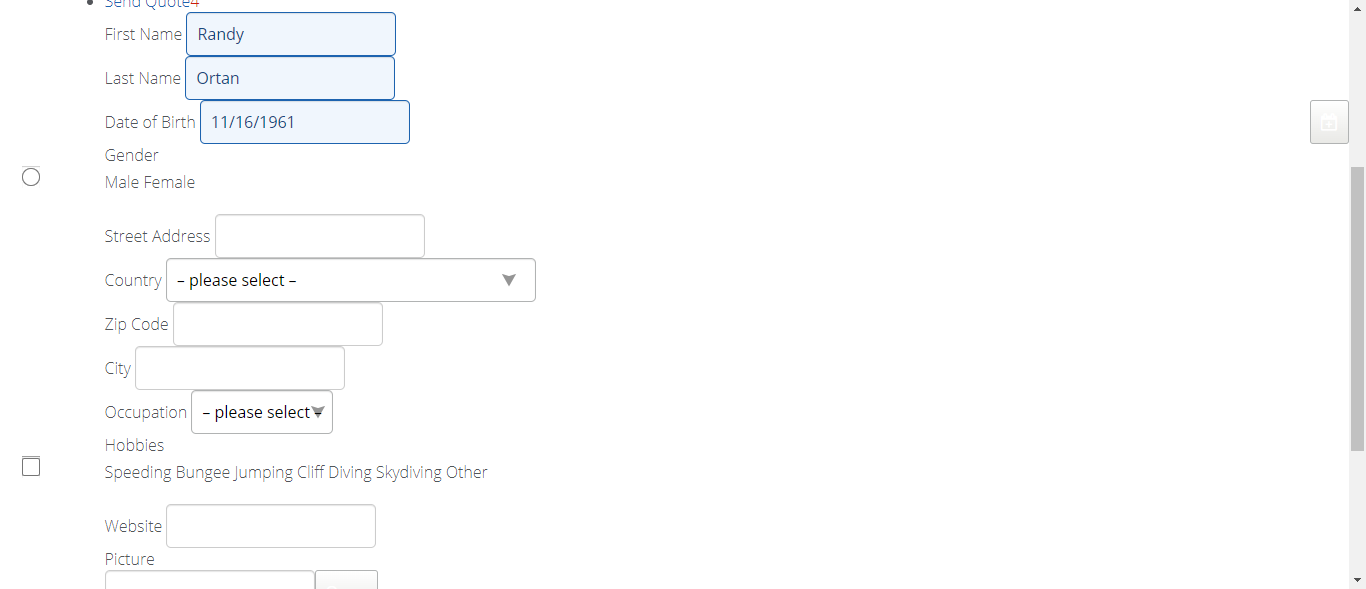 Send Quote4
First Name Randy
Last Name Ortan
Date of Birth 11/16/1961
Gender
Male Female
Street Address
Country – please select –
Zip Code
City
Occupation – please select
Hobbies
Speeding Bungee Jumping Cliff Diving Skydiving Other
Website
Picture